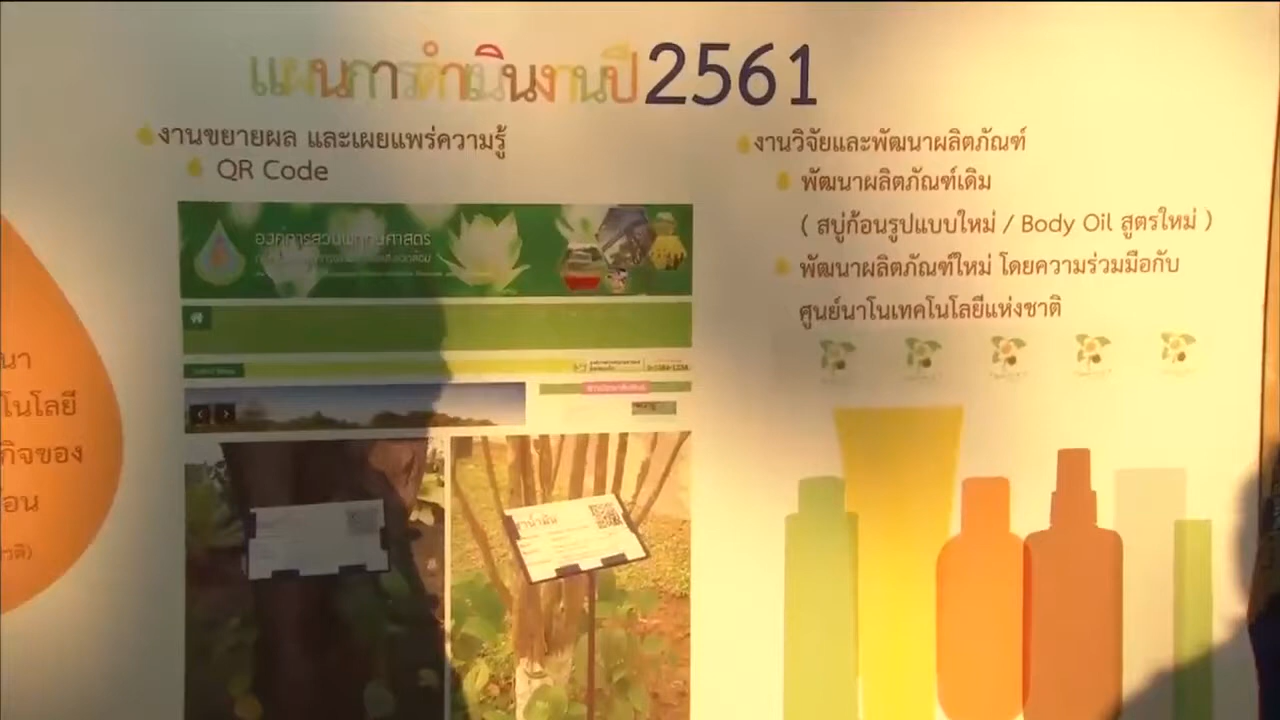 แผนการดำเนินงานปี 2561
งานขยายผล และเผยแพร่ความรู้
QR Code
องค์การสวนพฤกษศาสตร์
งานวิจัยและพัฒนาผลิตภัณฑ์
พัฒนาผลิตภัณฑ์เดิม
( สบู่ก้อนรูปแบบใหม่ / Body Oil สูตรใหม่ )
พัฒนาผลิตภัณฑ์ใหม่ โดยความร่วมมือกับ
ศูนย์นาโนเทคโนโลยีแห่งชาติ
นา
โนโลยี
กิจของ